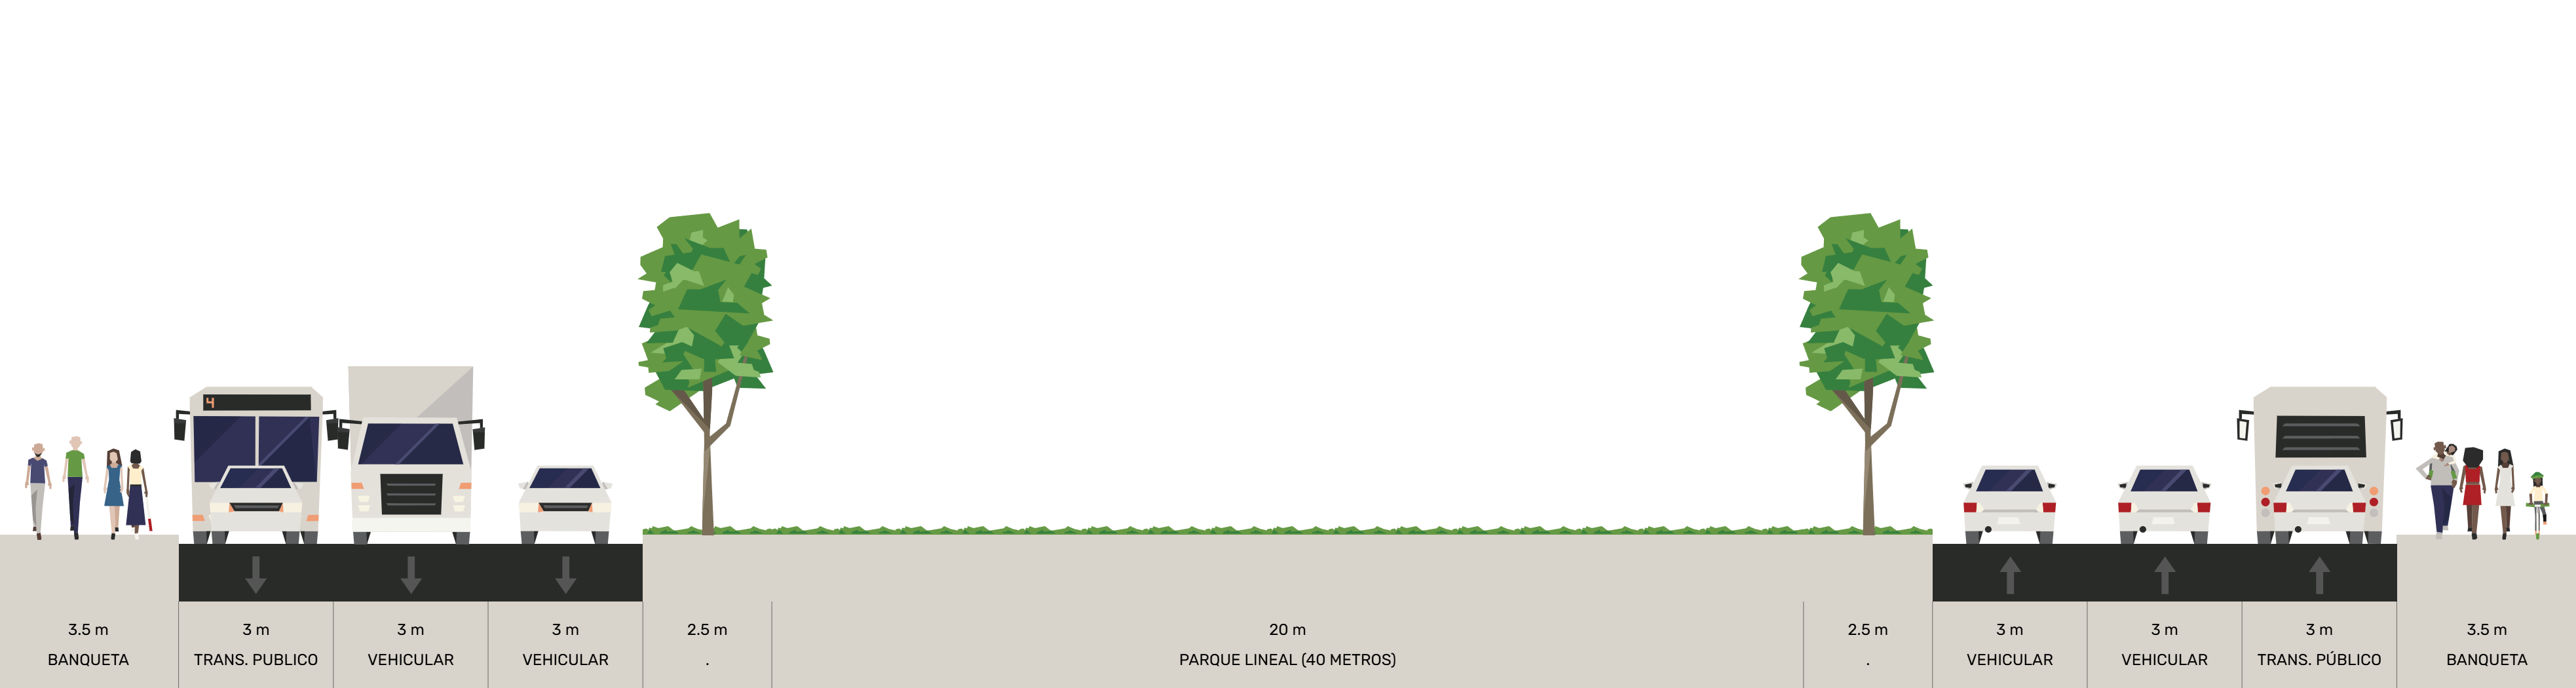 4
3.5 m
BANQUETA
3 m
TRANS. PUBLICO
3 m
VEHICULAR
3 m
VEHICULAR
2.5 m
.
20 m
PARQUE LINEAL (40 METROS)
2.5 m
.
3 m
VEHICULAR
3 m
VEHICULAR
3 m
TRANS. PÚBLICO
3.5 m
BANQUETA